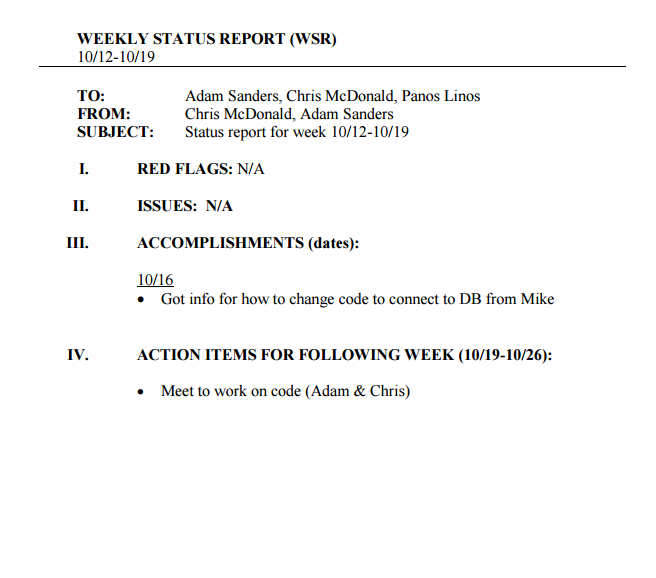 WEEKLY STATUS REPORT (WSR)
10/12-10/19
TO: Adam Sanders, Chris McDonald, Panos Linos
FROM: Chris McDonald, Adam Sanders
SUBJECT: Status report for week 10/12-10/19
I. RED FLAGS: N/A
II. ISSUES: N/A
III. ACCOMPLISHMENTS (dates):
10/16
• Got info for how to change code to connect to DB from Mike
IV. ACTION ITEMS FOR FOLLOWING WEEK (10/19-10/26):
• Meet to work on code (Adam & Chris)